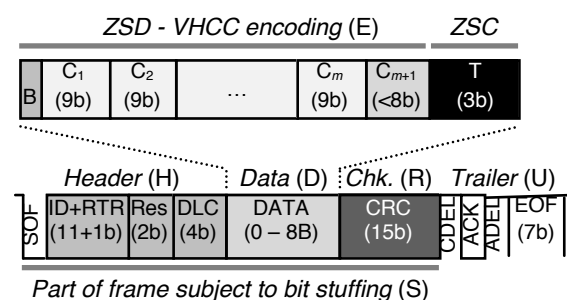 ZSD - VHCC encoding (E) ZSC
B C1 C2 ... Cm Cm+1 T
(9b) (9b) (9b) (<8b) (3b)
Header (H) Data (D) Chk. (R) Trailer (U)
SOF ID+RTR Res DLC DATA CRC CDEL ACK ADEL EOF
(11+1b) (2b) (4b) (0 – 8B) (15b) (7b)
Part of frame subject to bit stuffing (S)